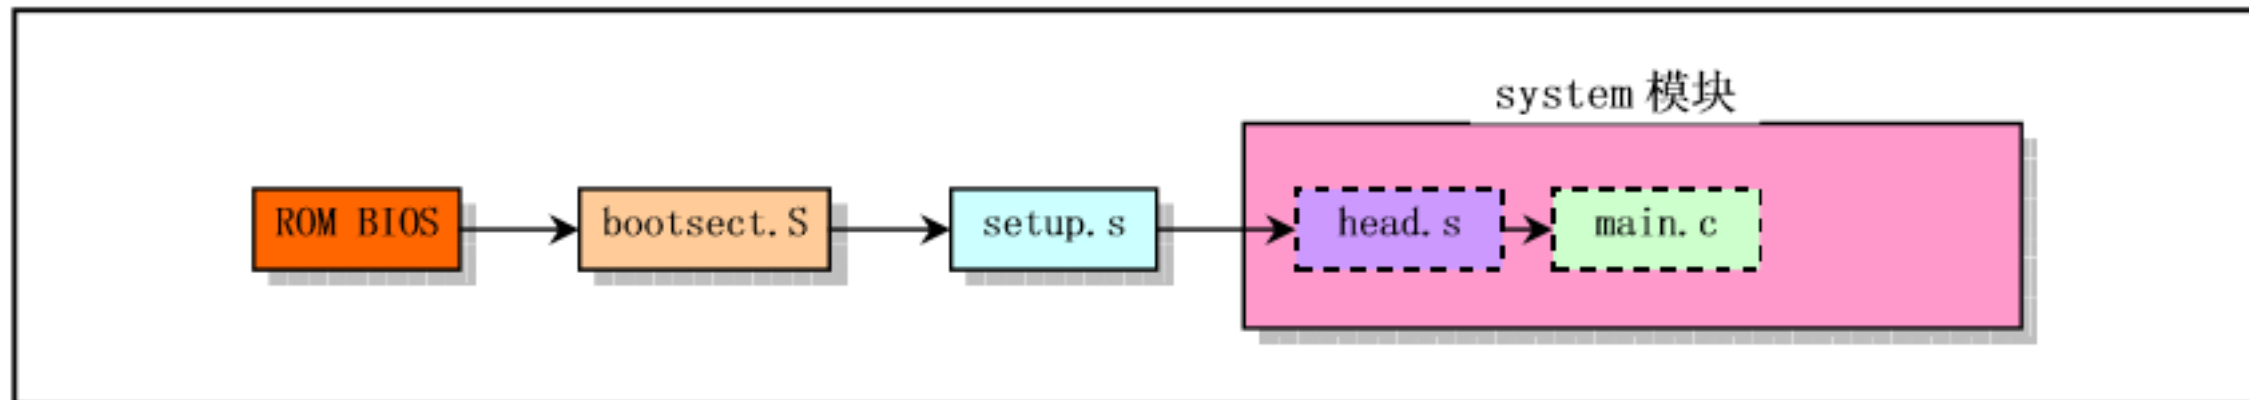 system 模块
ROM BIOS
bootsect.S
setup.s
head.s
main.c